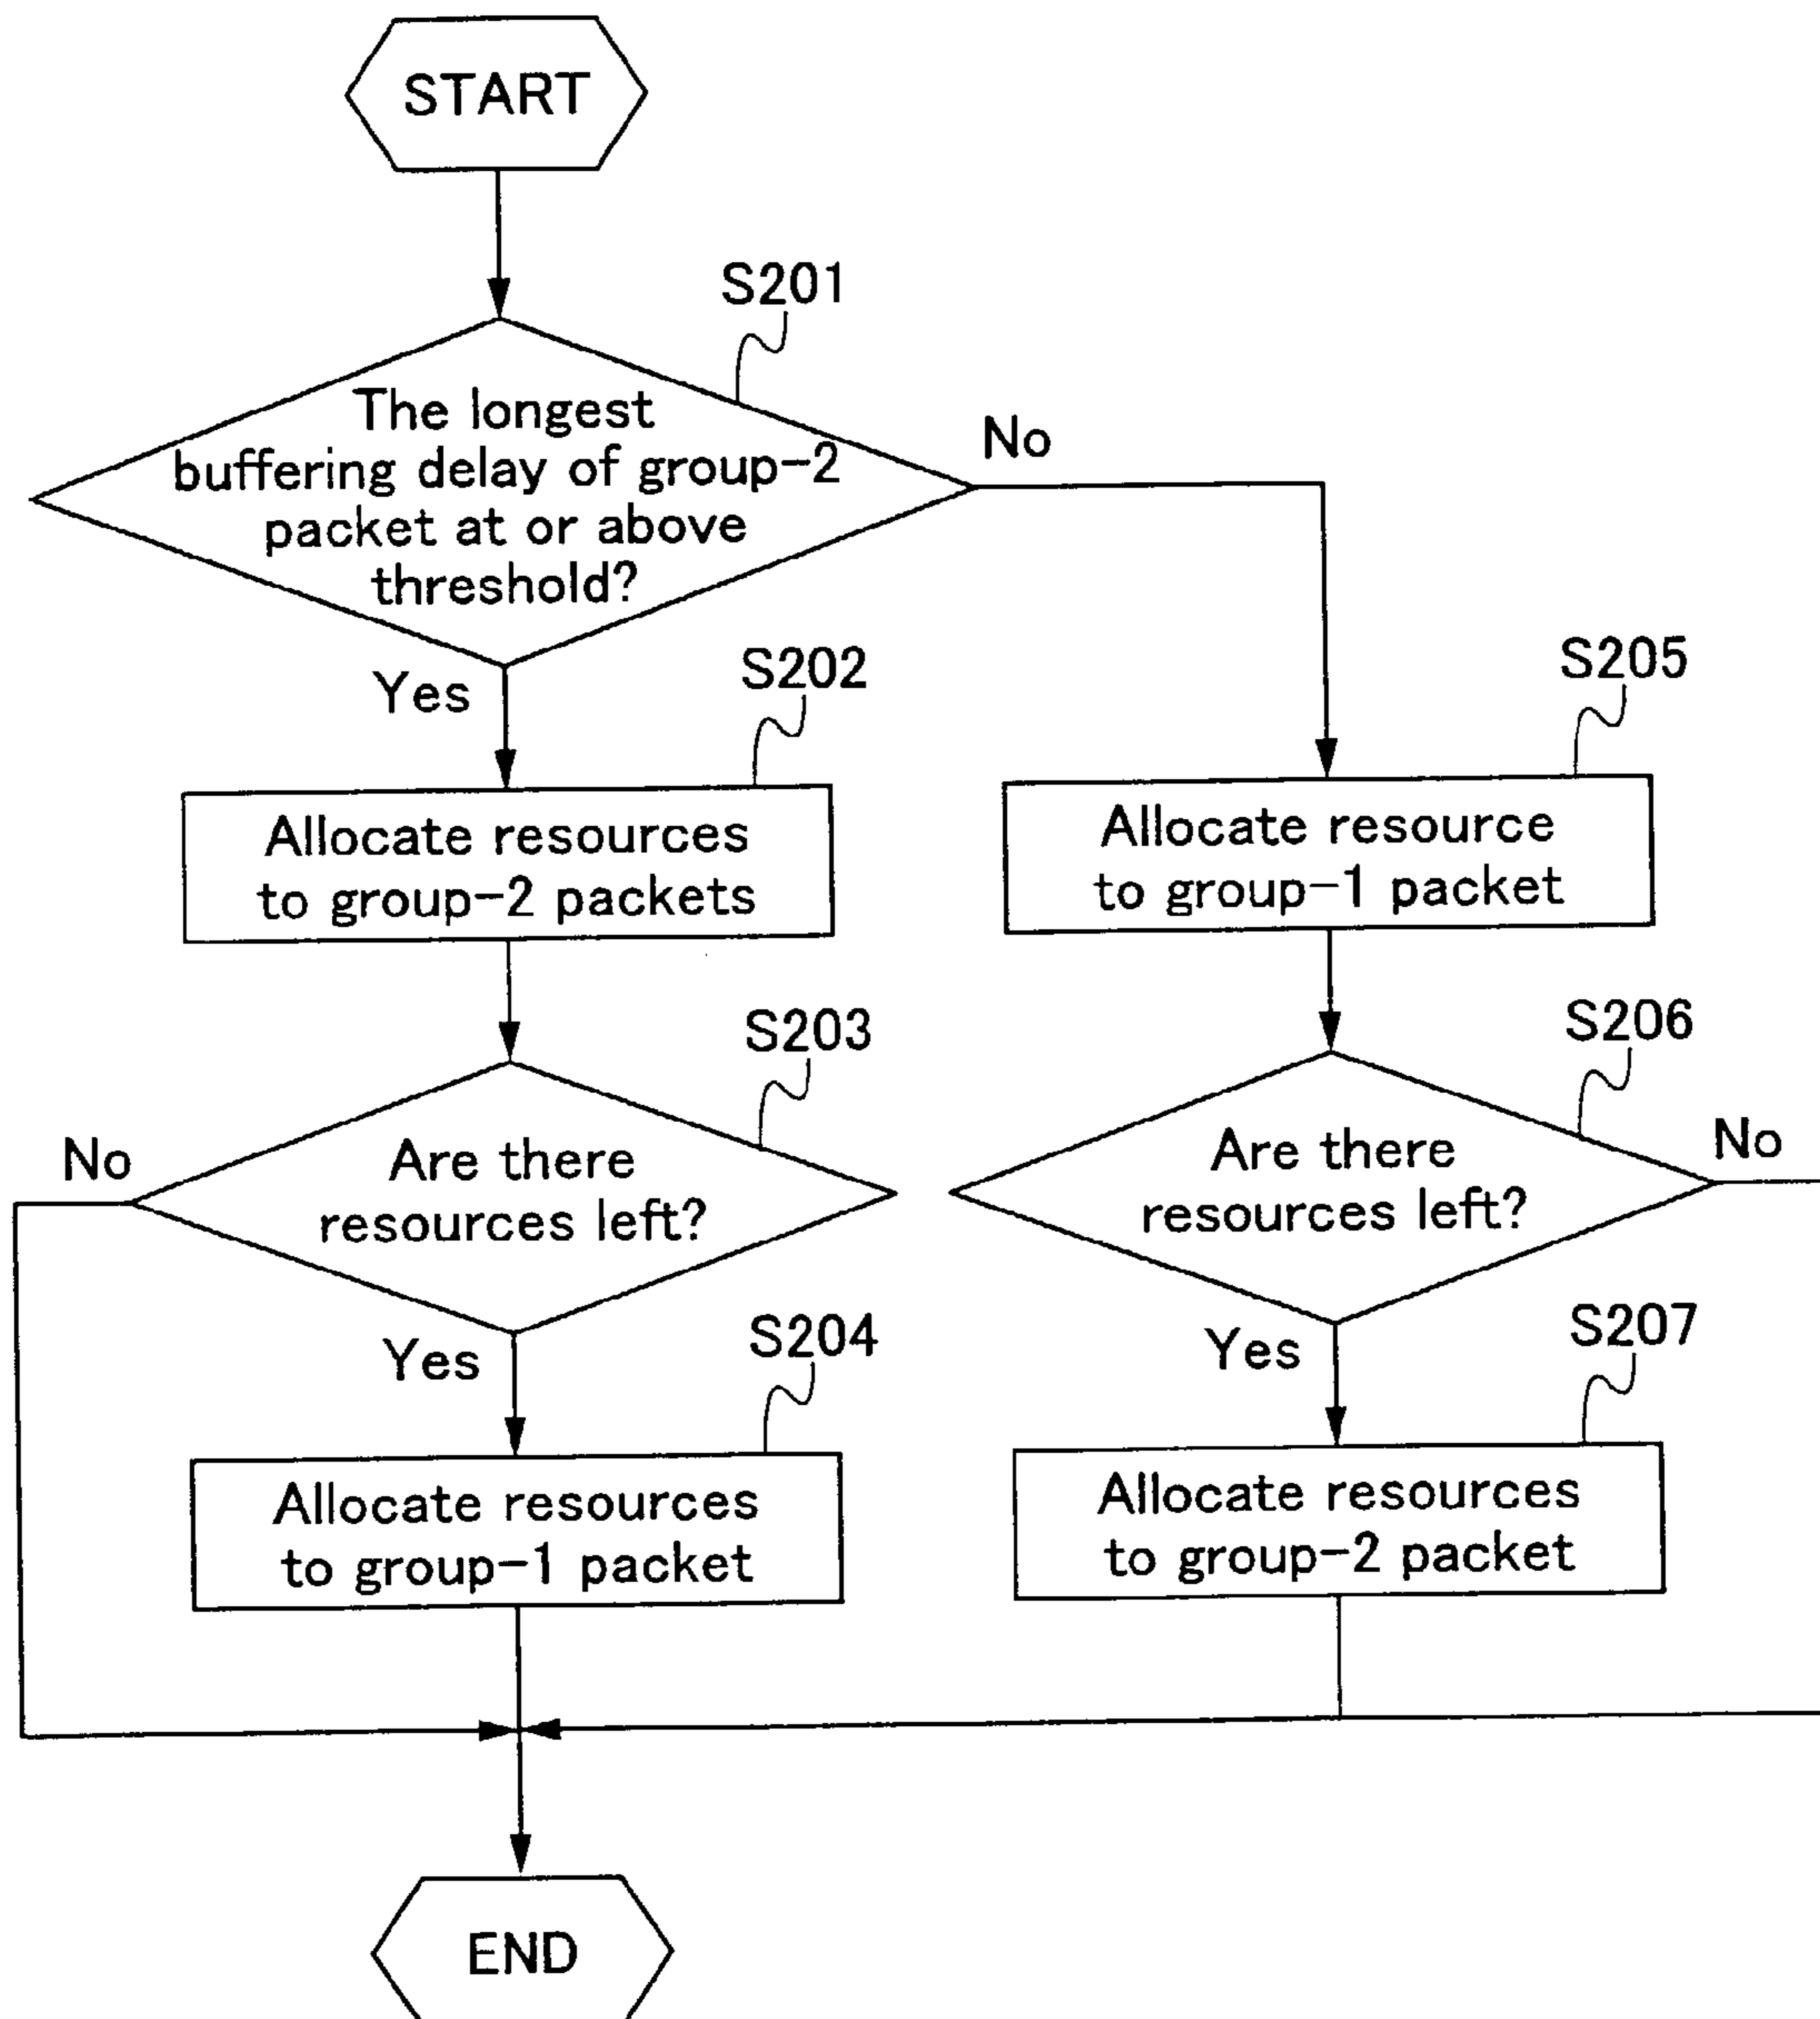 START
S201
The longest
buffering delay of group-2
packet at or above
threshold?
No
Yes
S202
Allocate resources
to group-2 packets
S205
Allocate resource
to group-1 packet
S203
Are there
resources left?
No
Yes
S206
Are there
resources left?
No
Yes
S204
Allocate resources
to group-1 packet
S207
Allocate resources
to group-2 packet
END